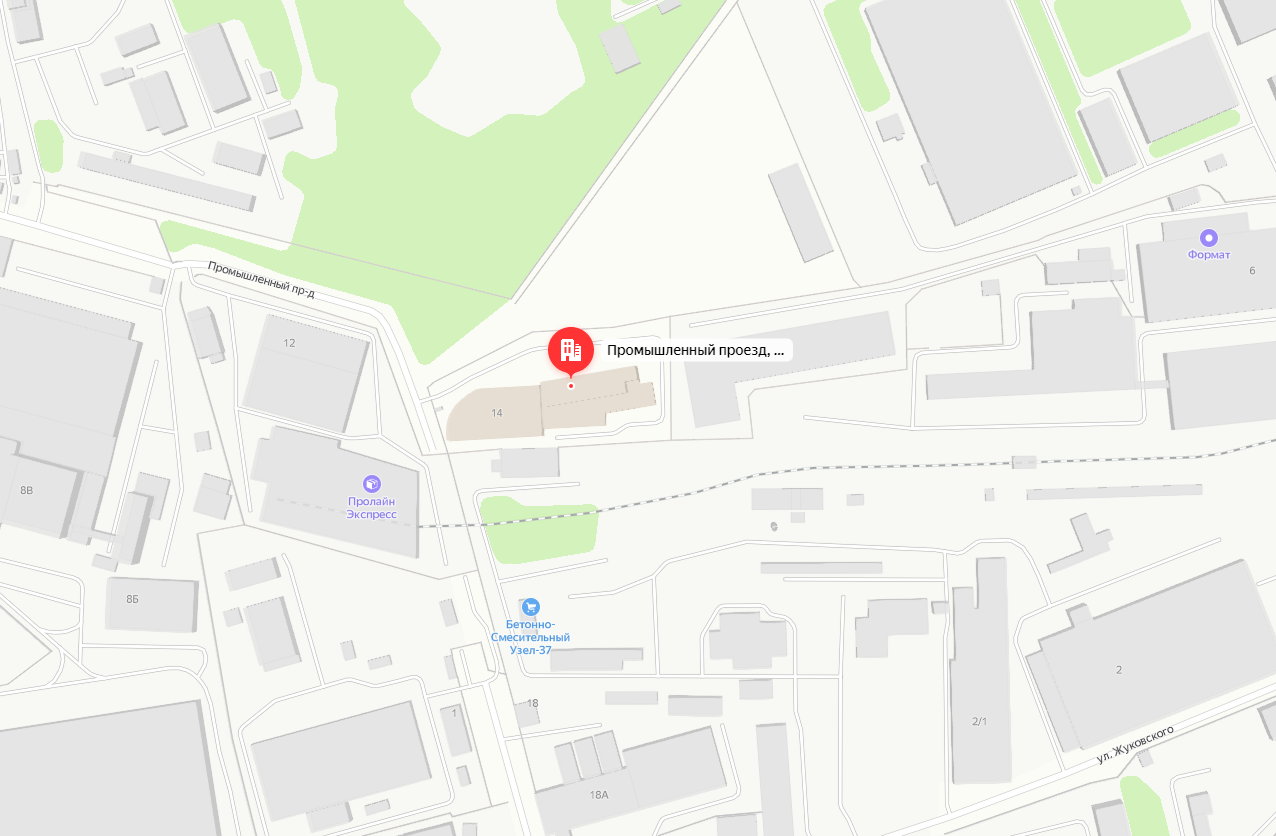 Формат
6
Промышленный пр-д
12
Промышленный проезд, ...
14
8В
Пролайн
Экспресс
8Б
Бетонно-
Смесительный
Узел-37
2
18
1
2/1
ул. Жуковского
18А